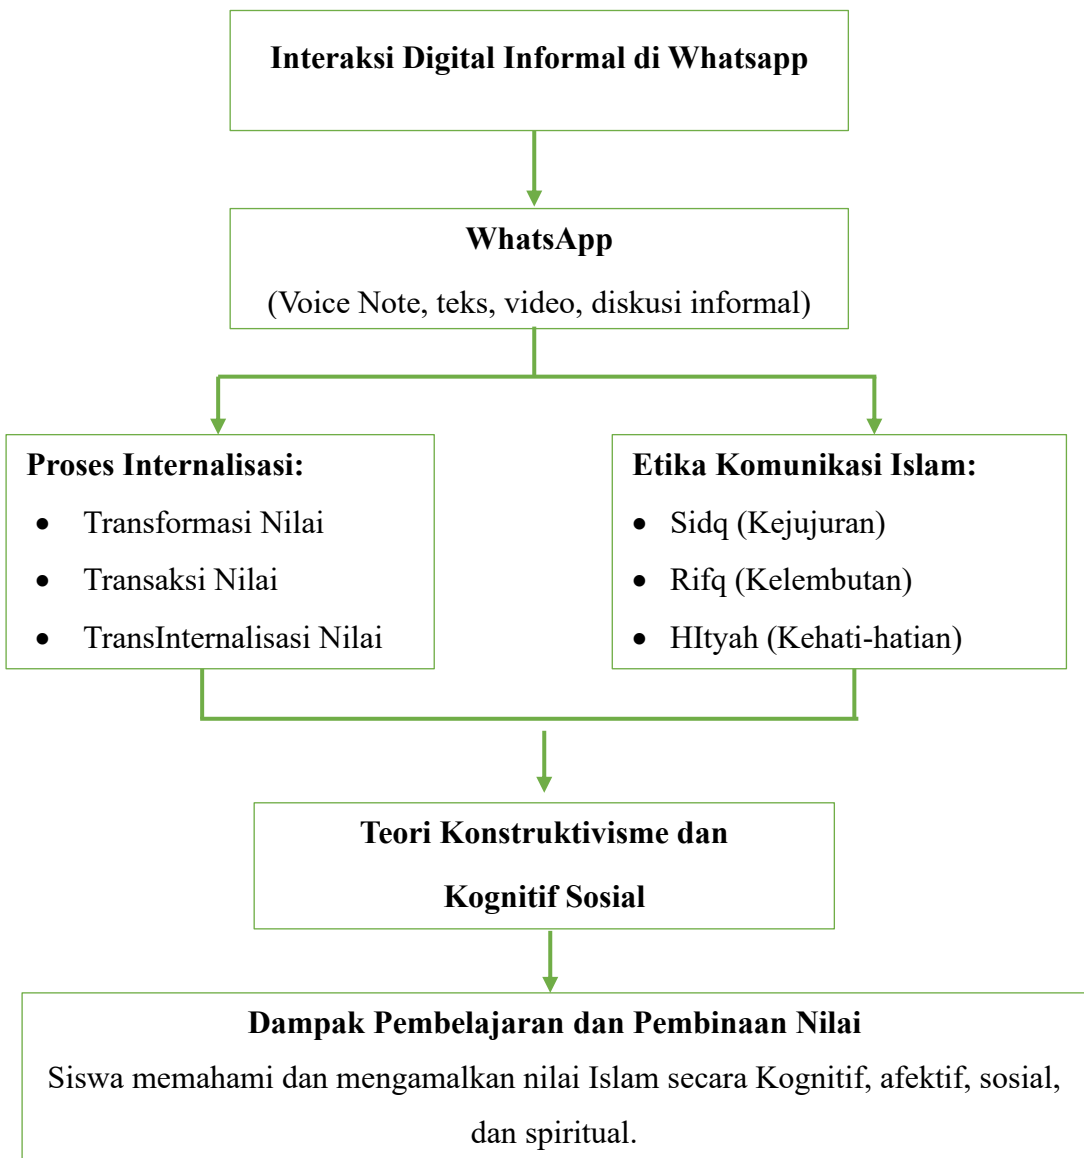 Interaksi Digital Informal di Whatsapp
WhatsApp
(Voice Note, teks, video, diskusi informal)
Proses Internalisasi:
• Transformasi Nilai
• Transaksi Nilai
• TransInternalisasi Nilai
Etika Komunikasi Islam:
• Sidq (Kejujuran)
• Rifq (Kelembutan)
• HItyah (Kehati-hatian)
Teori Konstruktivisme dan
Kognitif Sosial
Dampak Pembelajaran dan Pembinaan Nilai
Siswa memahami dan mengamalkan nilai Islam secara Kognitif, afektif, sosial,
dan spiritual.